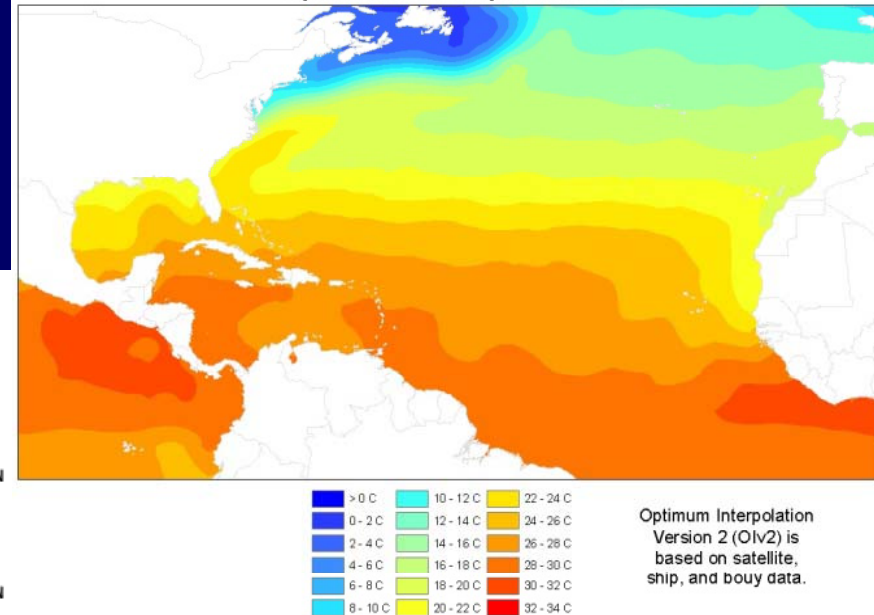 > 0 C
0 - 2 C
2 - 4 C
4 - 6 C
6 - 8 C
8 - 10 C
10 - 12 C
12 - 14 C
14 - 16 C
16 - 18 C
18 - 20 C
20 - 22 C
22 - 24 C
24 - 26 C
26 - 28 C
28 - 30 C
30 - 32 C
32 - 34 C
Optimum Interpolation
Version 2 (OIv2) is
based on satellite,
ship, and bouy data.
N
N